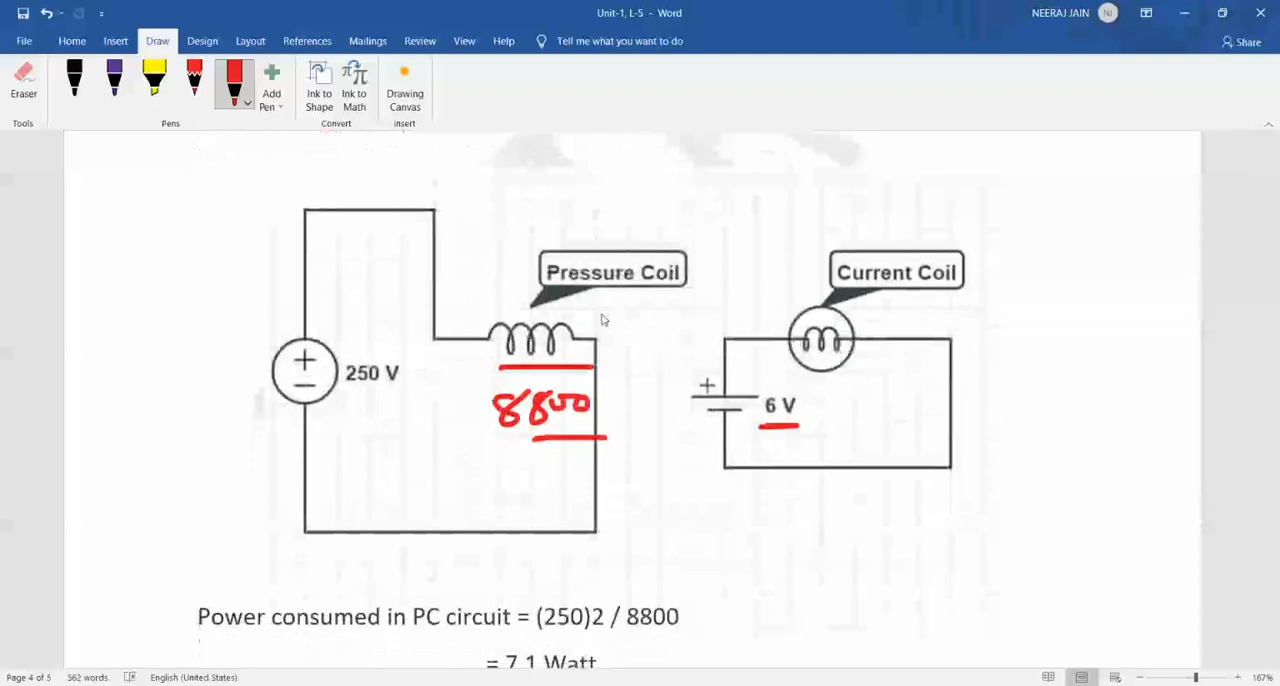 Unit-1, L-5 - Word
NEERAJ JAIN
NJ
File Home Insert Draw Design Layout References Mailings Review View Help Tell me what you want to do
Share
Eraser
Add Pen
Ink to Shape
Ink to Math
Drawing Canvas
Tools
Pens
Convert
Insert
Pressure Coil
Current Coil
+
250 V
−
8800
+
6 V
Power consumed in PC circuit = (250)2 / 8800
= 7.1 Watt
Page 4 of 5 562 words English (United States)
167%